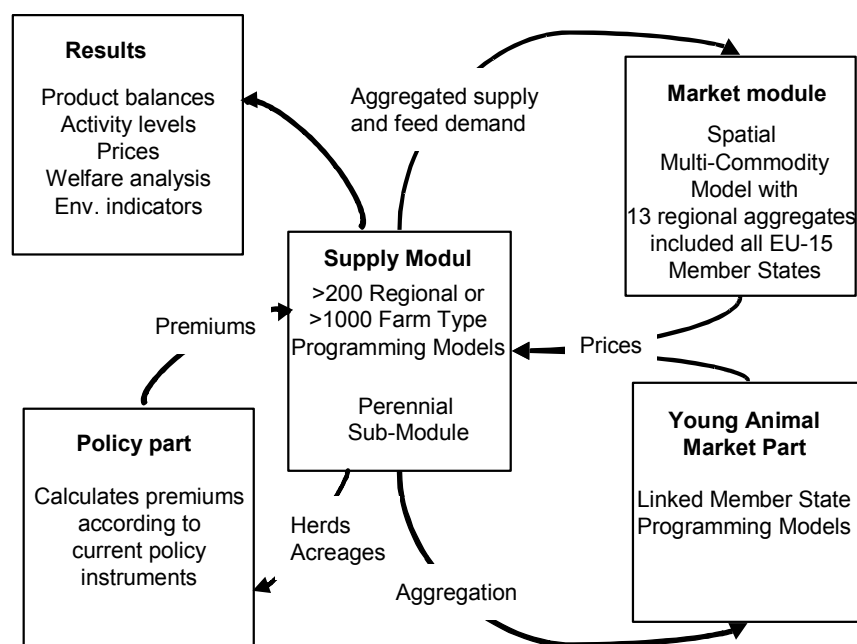 Results
Product balances
Activity levels
Prices
Welfare analysis
Env. indicators
Aggregated supply
and feed demand
Market module
Spatial
Multi-Commodity
Model with
13 regional aggregates
included all EU-15
Member States
Supply Modul
>200 Regional or
>1000 Farm Type
Programming Models
Perennial
Sub-Module
Premiums
Prices
Policy part
Calculates premiums
according to
current policy
instruments
Herds
Acreages
Aggregation
Young Animal
Market Part
Linked Member State
Programming Models